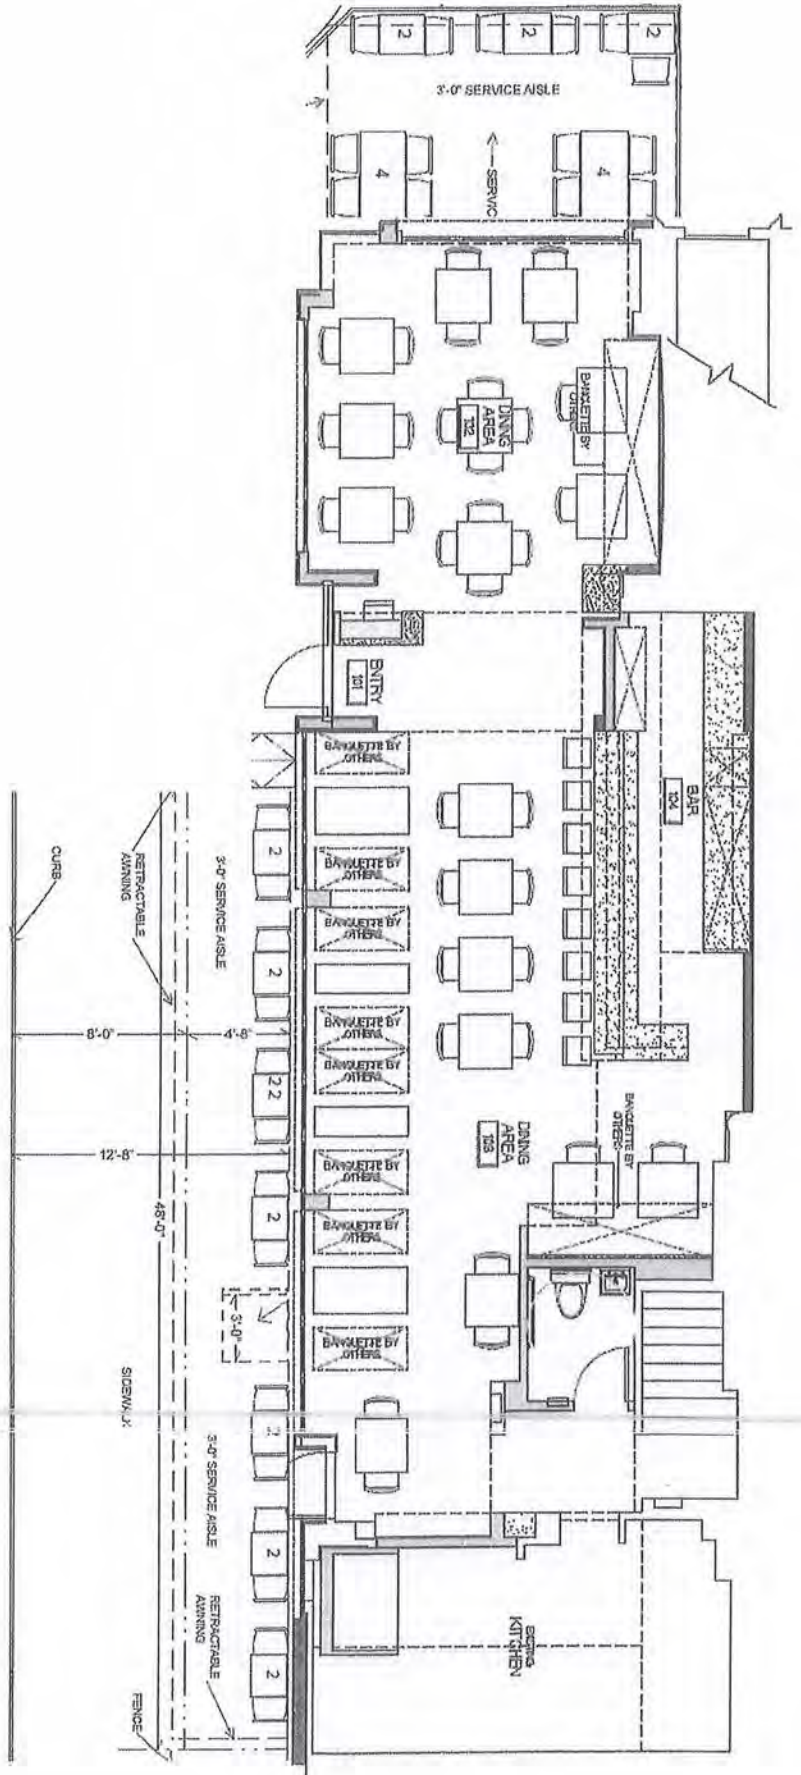 2
2
2
3'-0" SERVICE AISLE
4
4
<— SERVIC
DINING
AREA
102
BANQUETTE BY
OTHERS
ENTRY
101
BAR
104
BANQUETTE BY
OTHERS
BANQUETTE BY
OTHERS
BANQUETTE BY
OTHERS
BANQUETTE BY
OTHERS
BANQUETTE BY
OTHERS
BANQUETTE BY
OTHERS
BANQUETTE BY
OTHERS
BANQUETTE BY
OTHERS
DINING
AREA
103
BANQUETTE BY
OTHERS
CURB
RETRACTABLE
AWNING
3'-0" SERVICE AISLE
2
2
22
2
8'-0"
4'-8"
12'-8"
48'-0"
3'-0"
SIDEWALK
3'-0" SERVICE AISLE
2
2
RETRACTABLE
AWNING
FENCE
EXISTING
KITCHEN